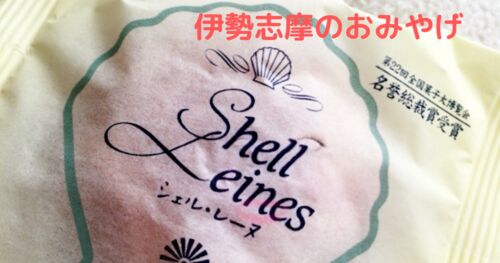 伊勢志摩のおみやげ
第22回全国菓子大博覧会
名誉総裁賞受賞
Shell
Leines
シェル・レーヌ